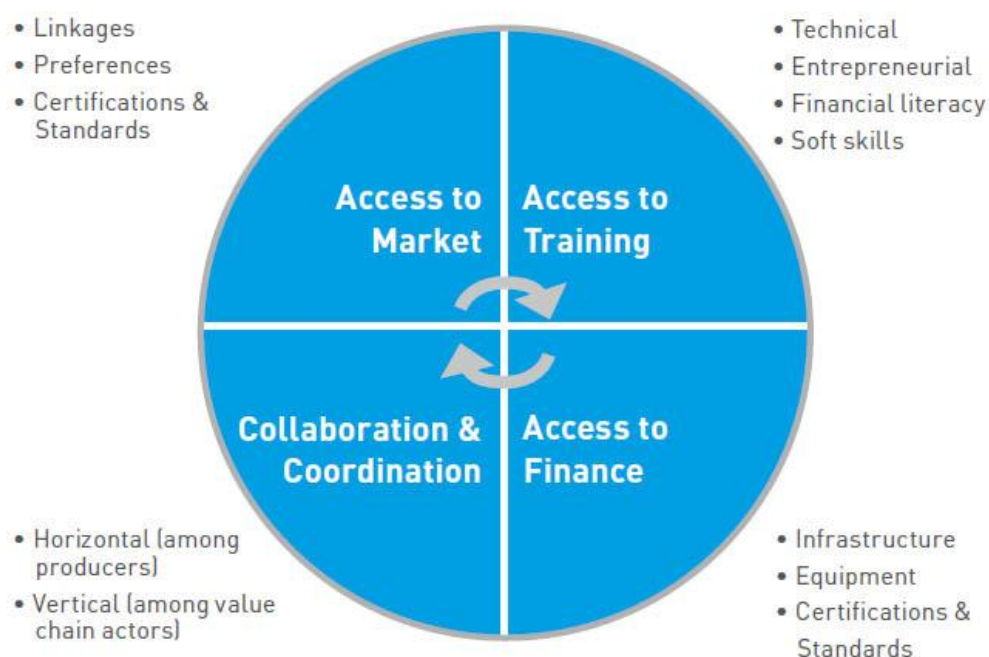 • Linkages
• Preferences
• Certifications &
Standards
• Technical
• Entrepreneurial
• Financial literacy
• Soft skills
Access to
Market
Access to
Training
Collaboration &
Coordination
Access to
Finance
• Horizontal (among
producers)
• Vertical (among value
chain actors)
• Infrastructure
• Equipment
• Certifications &
Standards